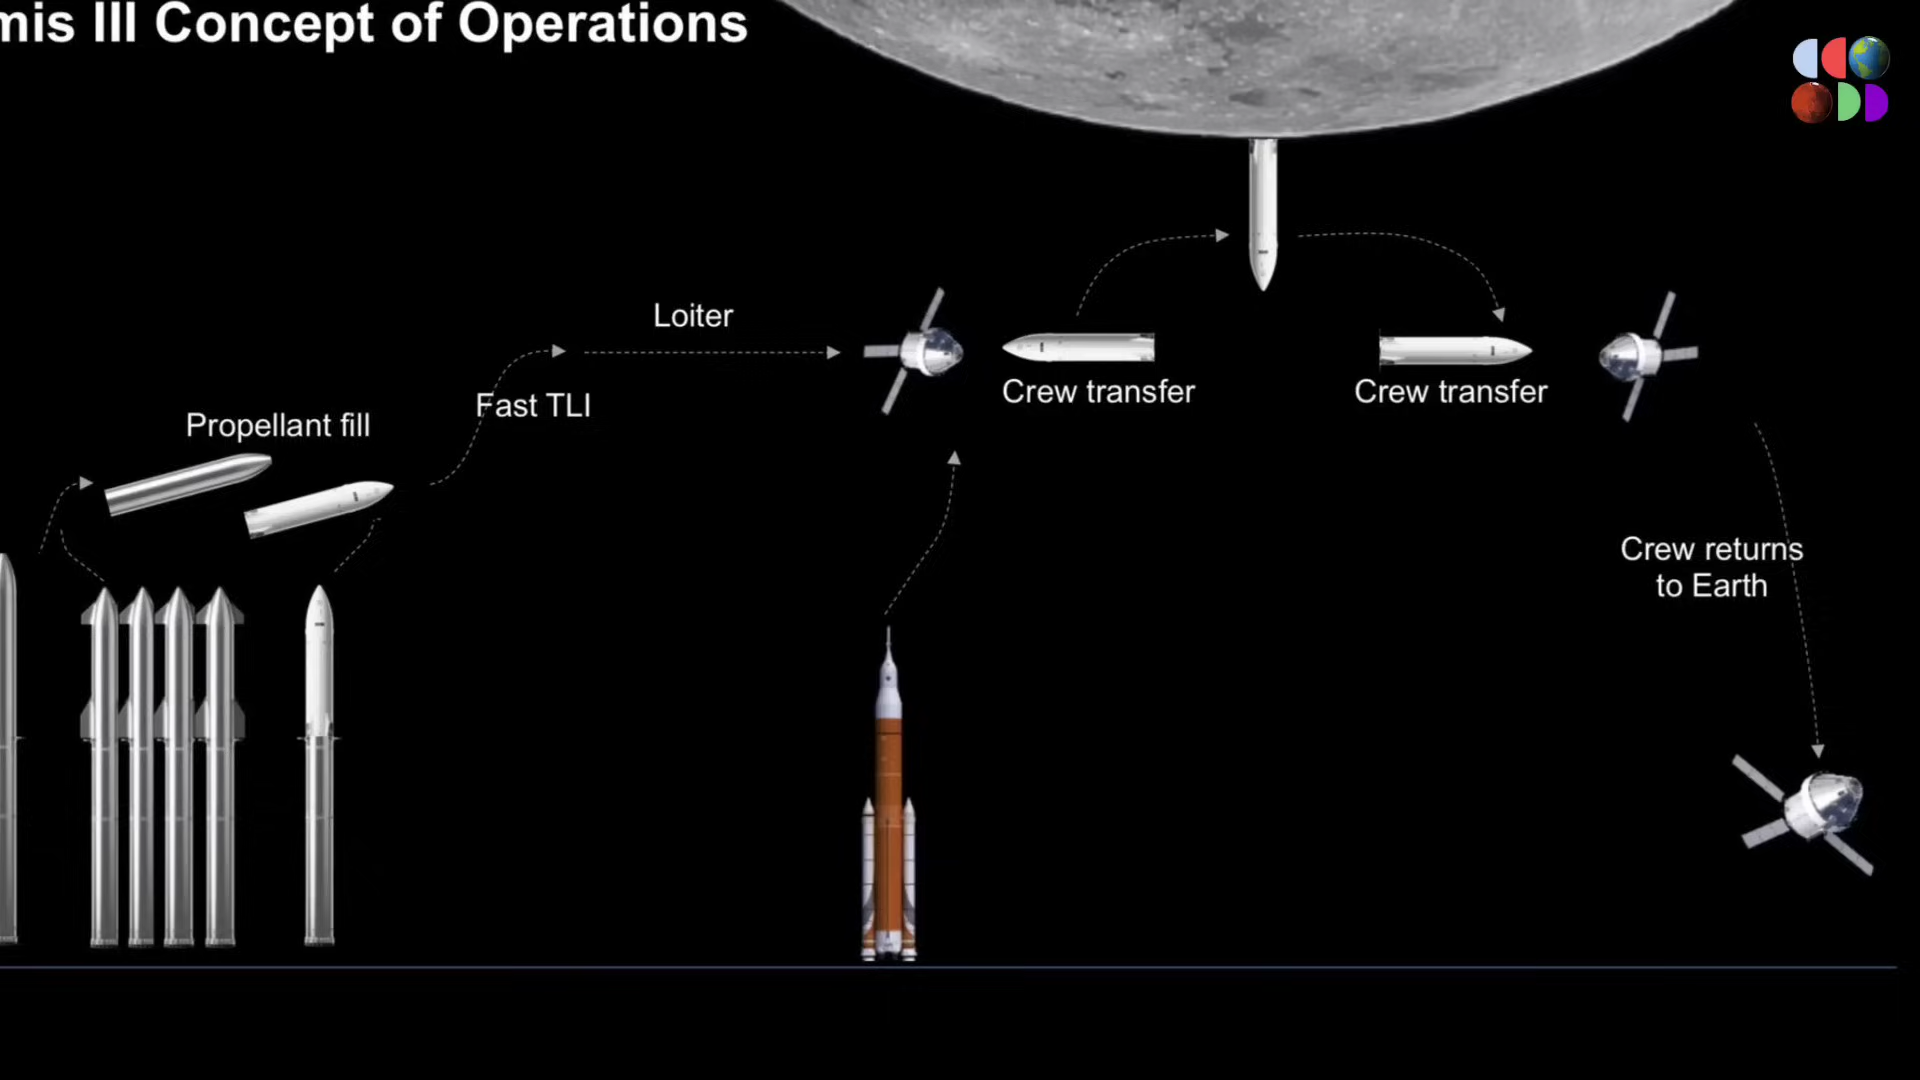 mis III Concept of Operations
Loiter
Fast TLI
Propellant fill
Crew transfer
Crew transfer
Crew returns
to Earth